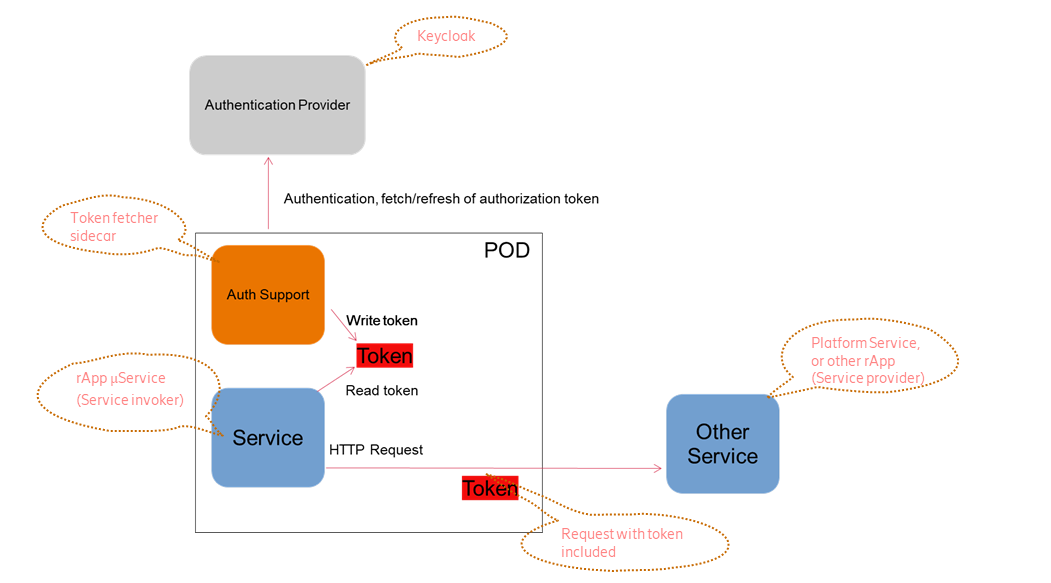 Keycloak
Authentication Provider
Authentication, fetch/refresh of authorization token
Token fetcher
sidecar
POD
Auth Support
Write token
Token
Read token
rApp μService
(Service invoker)
Service
HTTP Request
Token
Platform Service,
or other rApp
(Service provider)
Other
Service
Request with token
included